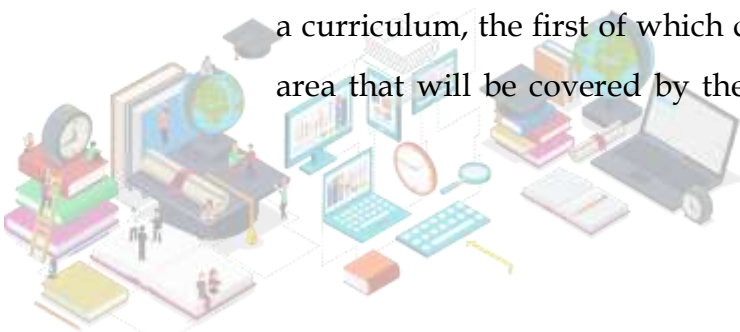 a curriculum, the first of which
area that will be covered by the